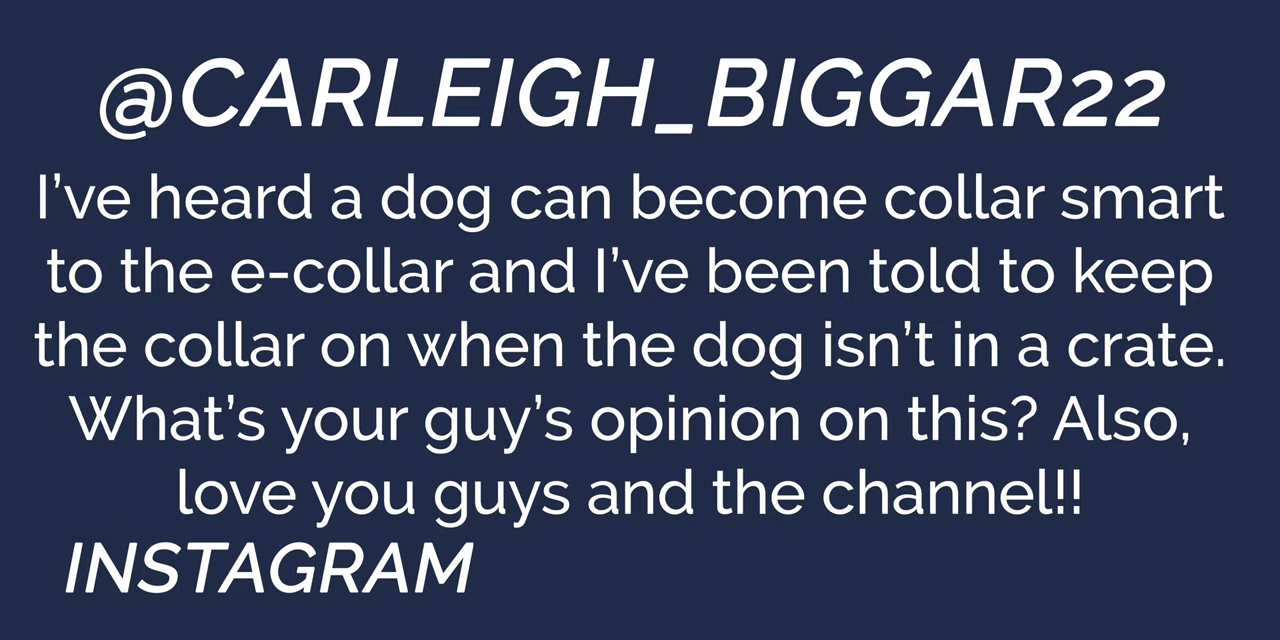 @CARLEIGH_BIGGAR22
I’ve heard a dog can become collar smart
to the e-collar and I’ve been told to keep
the collar on when the dog isn’t in a crate.
What’s your guy’s opinion on this? Also,
love you guys and the channel!!
INSTAGRAM